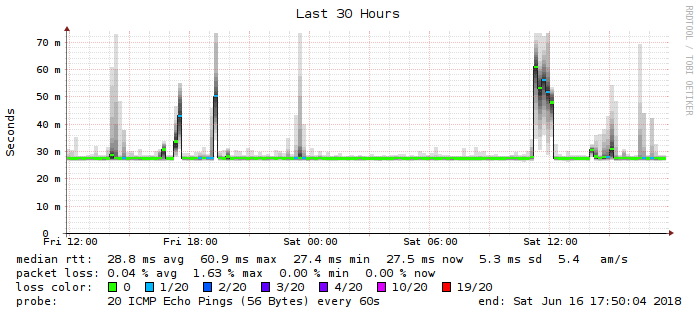 Last 30 Hours
RRDTOOL / TOBI OETIKER
Seconds
70 m
60 m
50 m
40 m
30 m
20 m
10 m
0
Fri 12:00 Fri 18:00 Sat 00:00 Sat 06:00 Sat 12:00
median rtt: 28.8 ms avg 60.9 ms max 27.4 ms min 27.5 ms now 5.3 ms sd 5.4 am/s
packet loss: 0.04 % avg 1.63 % max 0.00 % min 0.00 % now
loss color: 0 1/20 2/20 3/20 4/20 10/20 19/20
probe: 20 ICMP Echo Pings (56 Bytes) every 60s end: Sat Jun 16 17:50:04 2018